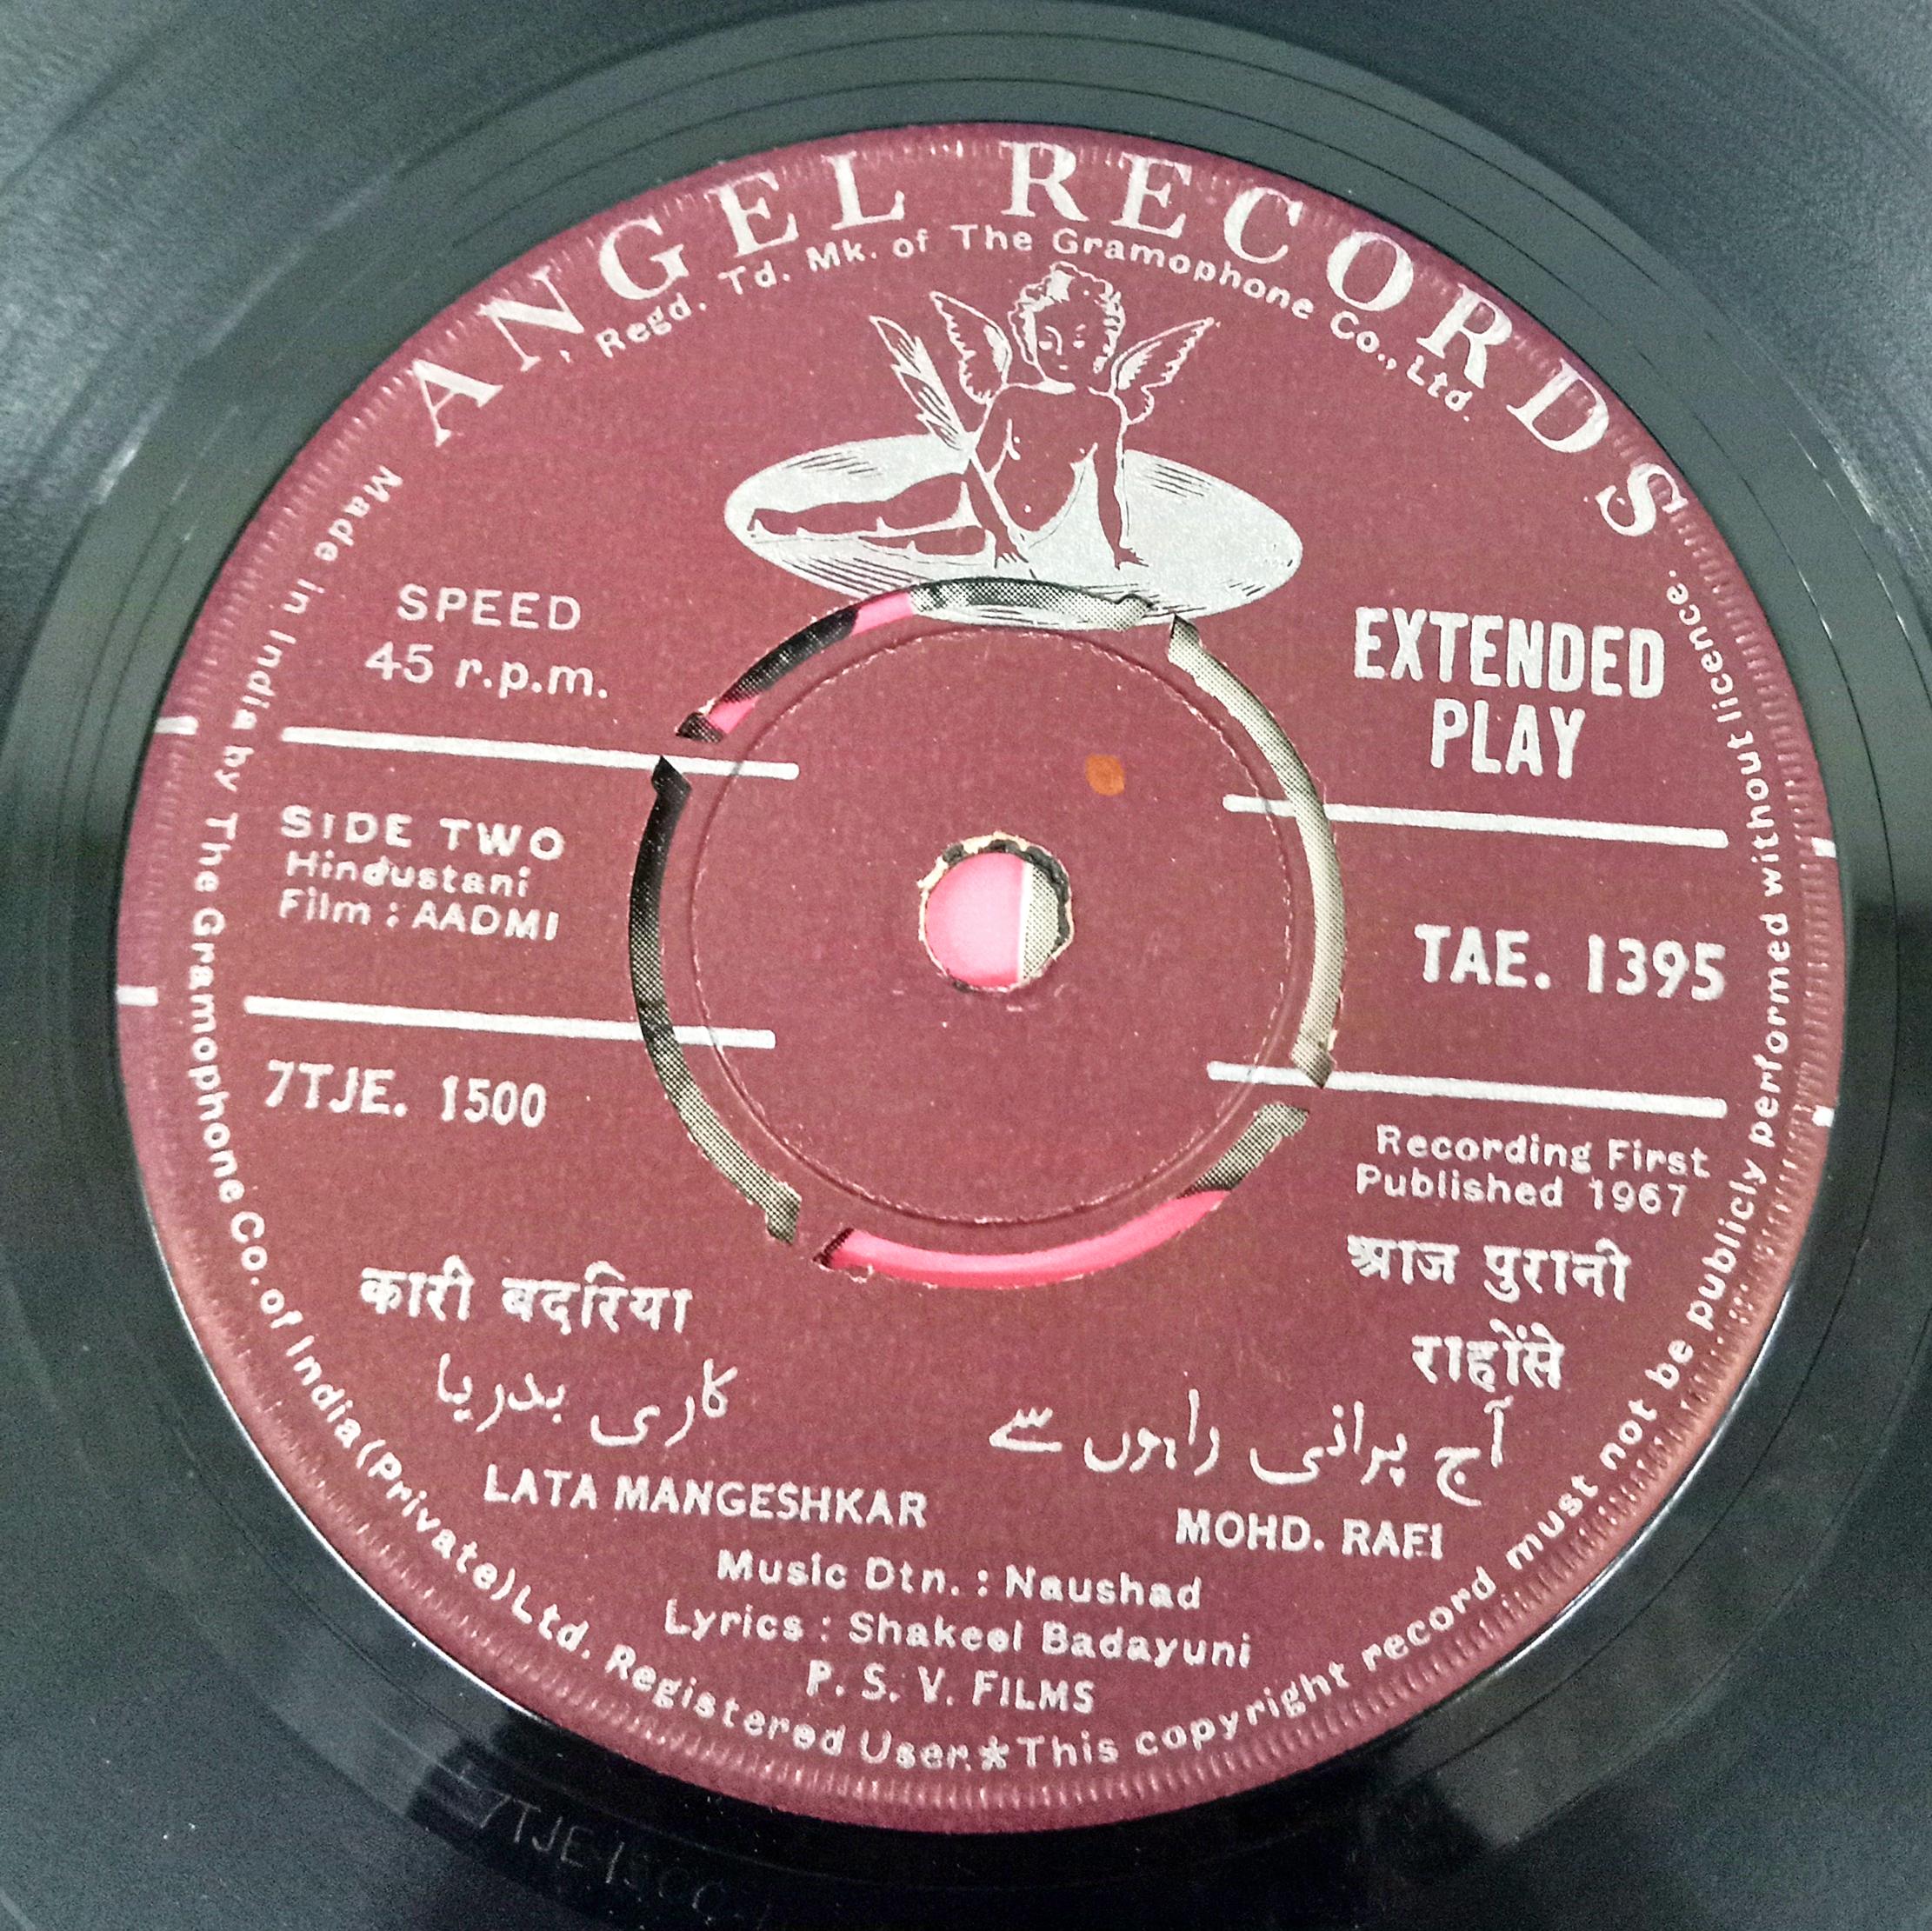 ANGEL RECORDS
Regd. Td. Mk. of The Gramophone Co., Ltd.
SPEED
45 r.p.m.
EXTENDED
PLAY
SIDE TWO
Hindustani
Film : AADMI
TAE. 1395
7TJE. 1500
Recording First
Published 1967
कारी बदरिया
کاری بدریا
LATA MANGESHKAR
आज पुरानी
राहोंसे
آج پرانی راہوں سے
MOHD. RAFI
Music Dtn. : Naushad
Lyrics : Shakeel Badayuni
P. S. V. FILMS
Made in India by The Gramophone Co. of India (Private) Ltd. Registered User.*This copyright record must not be publicly performed without licence.
7TJE 1500